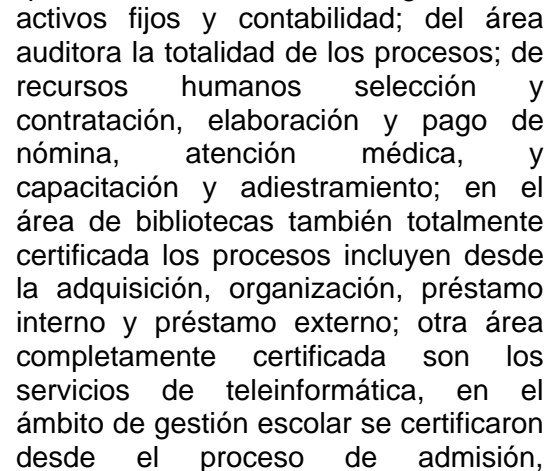 activos fijos y contabilidad; del área
auditora la totalidad de los procesos; de
recursos humanos selección y
contratación, elaboración y pago de
nómina, atención médica, y
capacitación y adiestramiento; en el
área de bibliotecas también totalmente
certificada los procesos incluyen desde
la adquisición, organización, préstamo
interno y préstamo externo; otra área
completamente certificada son los
servicios de teleinformática, en el
ámbito de gestión escolar se certificaron
desde el proceso de admisión,